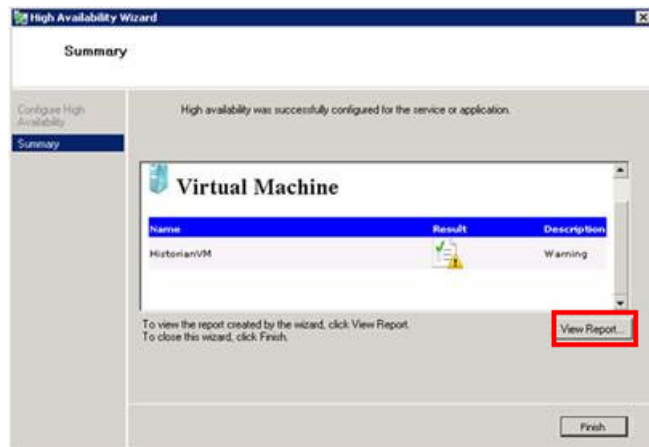 High Availability Wizard
Summary
Configure High
Availability
Summary
High availability was successfully configured for the service or application.
Virtual Machine
Name Result Description
HistorianVM Warning
To view the report created by the wizard, click View Report.
To close this wizard, click Finish.
View Report...
Finish